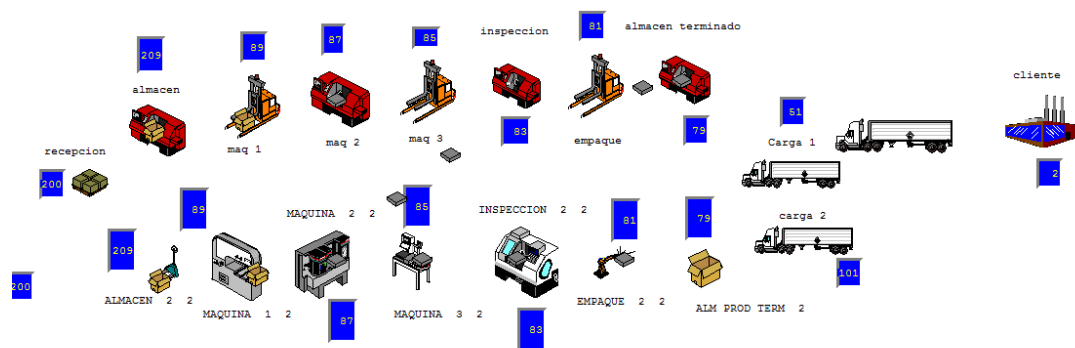 81
inspeccion
almacen terminado
89
87
85
209
cliente
almacen
51
83
79
maq 1
maq 2
maq 3
empaque
Carga 1
recepcion
200
2
89
MAQUINA 2 2
85
INSPECCION 2 2
81
79
carga 2
209
200
101
ALMACEN 2 2
MAQUINA 1 2
87
MAQUINA 3 2
83
EMPAQUE 2 2
ALM PROD TERM 2